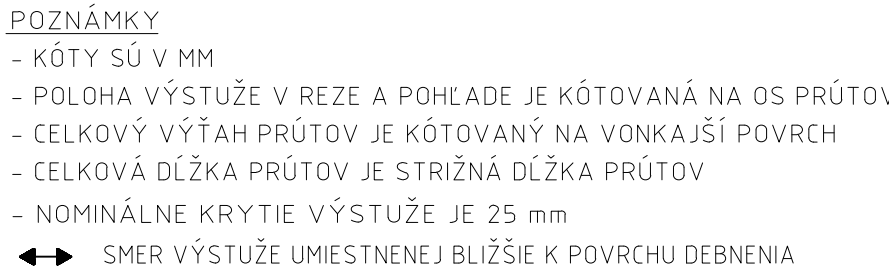 POZNÁMKY
- KÓTY SÚ V MM
- POLOHA VÝSTUŽE V REZE A POHĽADE JE KÓTOVANÁ NA OS PRÚTOV
- CELKOVÝ VÝŤAH PRÚTOV JE KÓTOVANÝ NA VONKAJŠÍ POVRCH
- CELKOVÁ DĹŽKA PRÚTOV JE STRIŽNÁ DĹŽKA PRÚTOV
- NOMINÁLNE KRYTIE VÝSTUŽE JE 25 mm
SMER VÝSTUŽE UMIESTNENEJ BLIŽŠIE K POVRCHU DEBNENIA